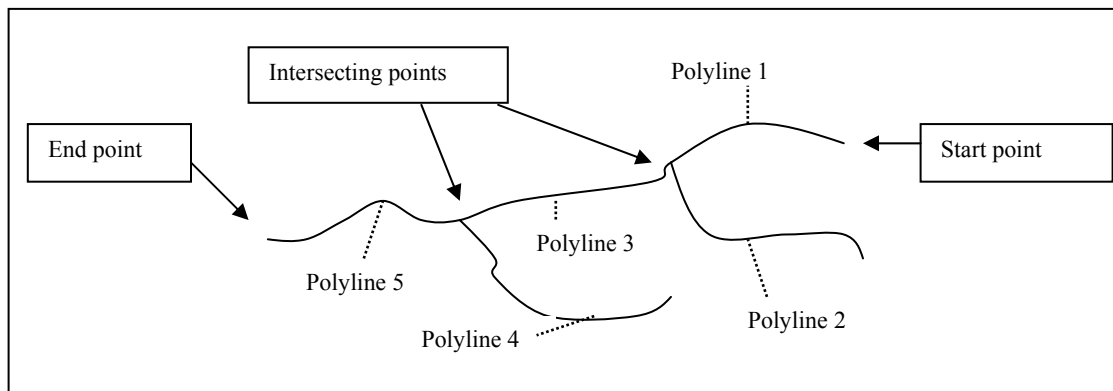 Polyline 1
Intersecting points
End point
Start point
Polyline 3
Polyline 5
Polyline 2
Polyline 4